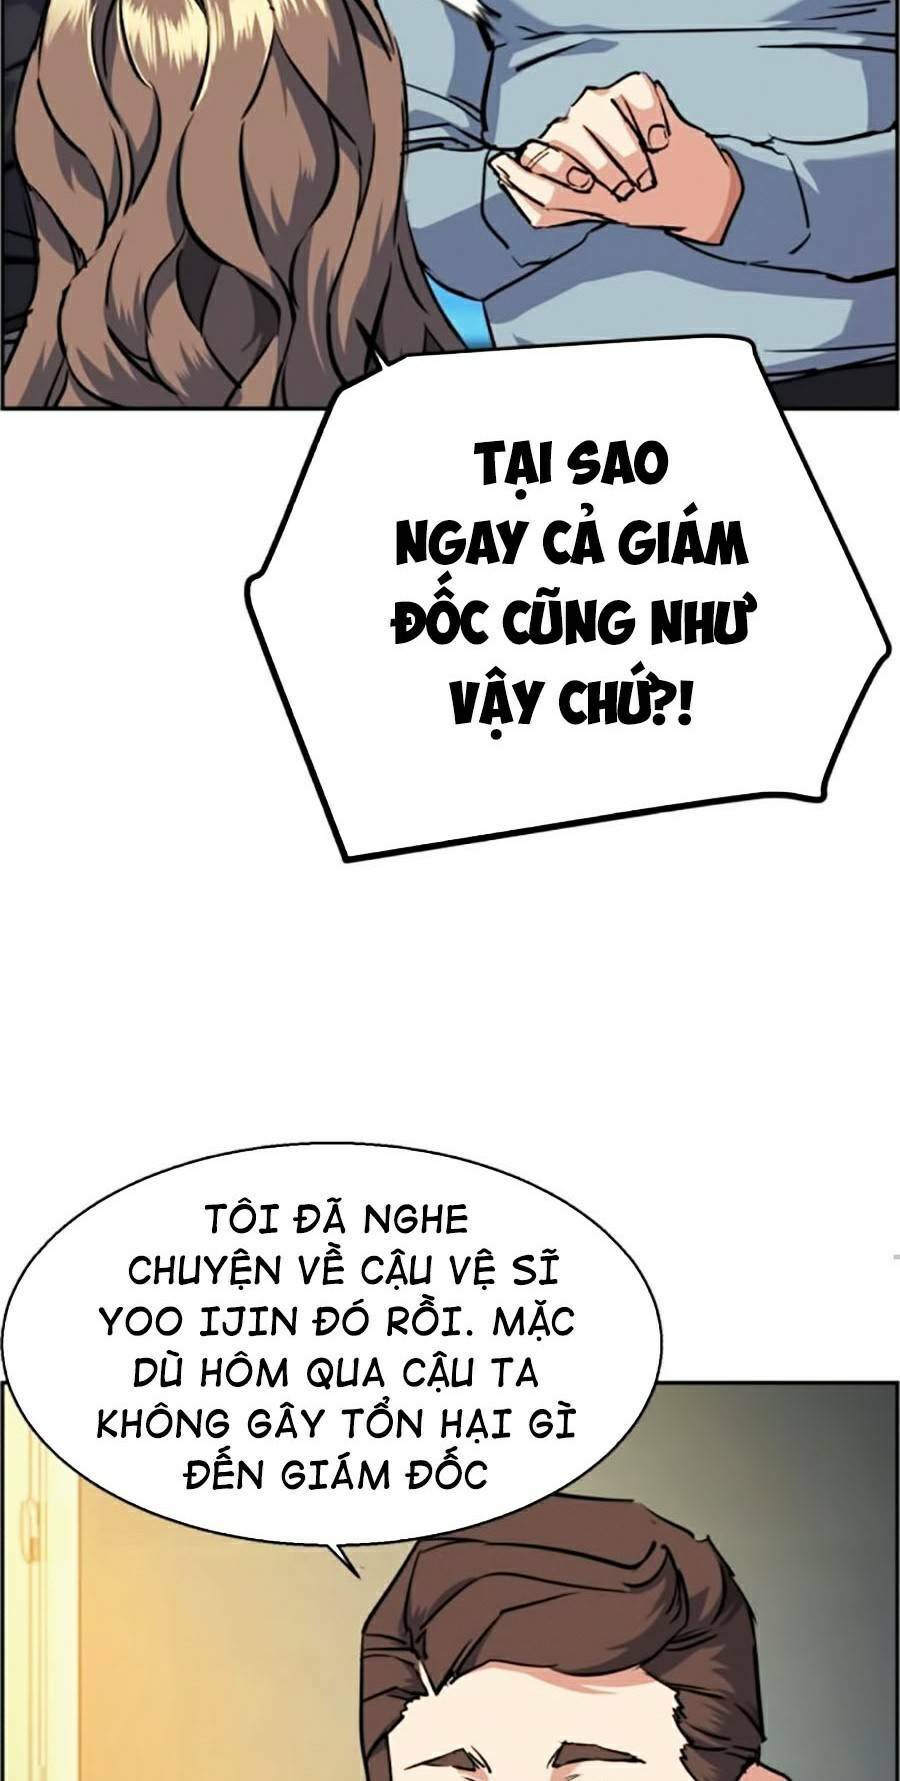 TẠI SAO
NGAY CẢ GIÁM
ĐỐC CŨNG NHƯ
VẬY CHỨ?!
TÔI ĐÃ NGHE
CHUYỆN VỀ CẬU VỆ SĨ
YOO IJIN ĐÓ RỒI. MẶC
DÙ HÔM QUA CẬU TA
KHÔNG GÂY TỔN HẠI GÌ
ĐẾN GIÁM ĐỐC